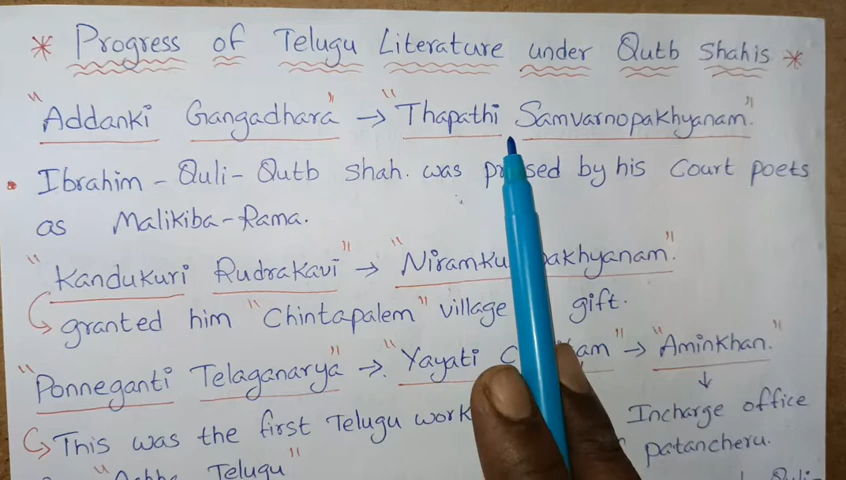 * Progress of Telugu Literature under Qutb Shahis *
"Addanki Gangadhara" → "Thapathi Samvarnopakhyanam".
• Ibrahim - Quli - Qutb Shah. was by his Court poets
as Malikiba - Rama.
"Kandukuri Rudrakavi" → "
granted him "Chintapalem" village gift.
"Ponneganti Telaganarya" → "Yayati → "Aminkhan."
↓
This was the first Telugu work Incharge office
patancheru.
Telugu"